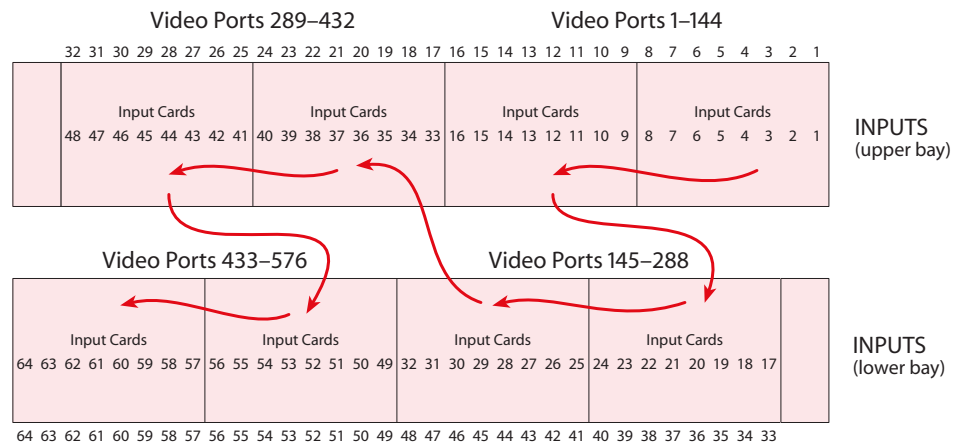 Video Ports 289–432 Video Ports 1–144
32 31 30 29 28 27 26 25 24 23 22 21 20 19 18 17 16 15 14 13 12 11 10 9 8 7 6 5 4 3 2 1
Input Cards Input Cards Input Cards Input Cards
48 47 46 45 44 43 42 41 40 39 38 37 36 35 34 33 16 15 14 13 12 11 10 9 8 7 6 5 4 3 2 1
INPUTS
(upper bay)
Video Ports 433–576 Video Ports 145–288
Input Cards Input Cards Input Cards Input Cards
64 63 62 61 60 59 58 57 56 55 54 53 52 51 50 49 32 31 30 29 28 27 26 25 24 23 22 21 20 19 18 17
INPUTS
(lower bay)
64 63 62 61 60 59 58 57 56 55 54 53 52 51 50 49 48 47 46 45 44 43 42 41 40 39 38 37 36 35 34 33